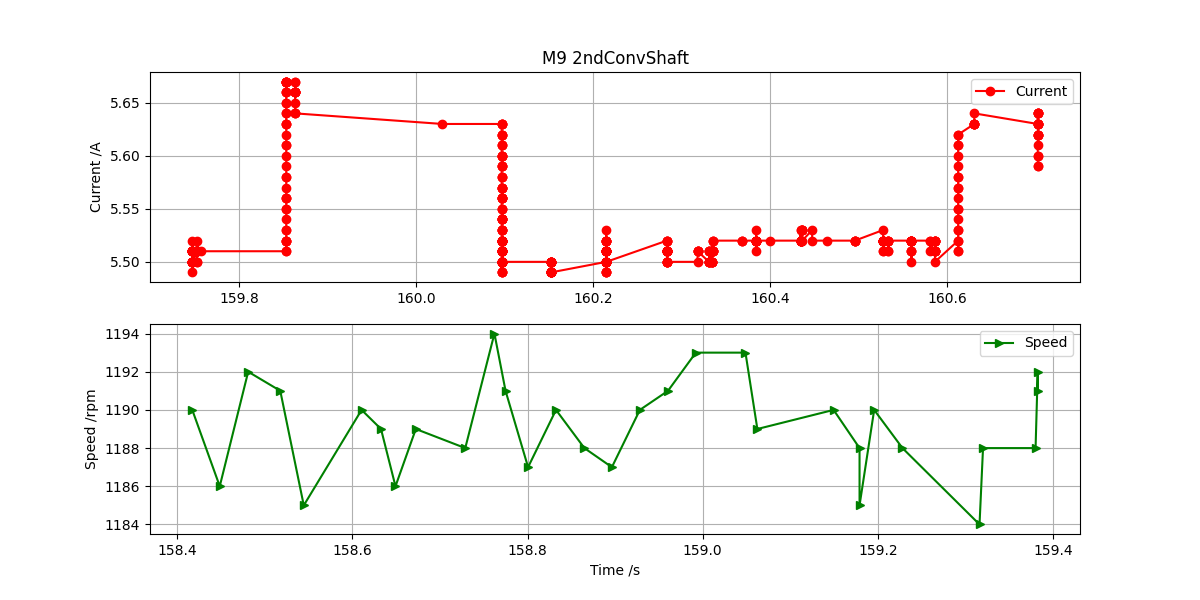 M9 2ndConvShaft
Current /A
5.65
5.60
5.55
5.50
Current
159.8 160.0 160.2 160.4 160.6
Speed /rpm
1194
1192
1190
1188
1186
1184
Speed
158.4 158.6 158.8 159.0 159.2 159.4
Time /s